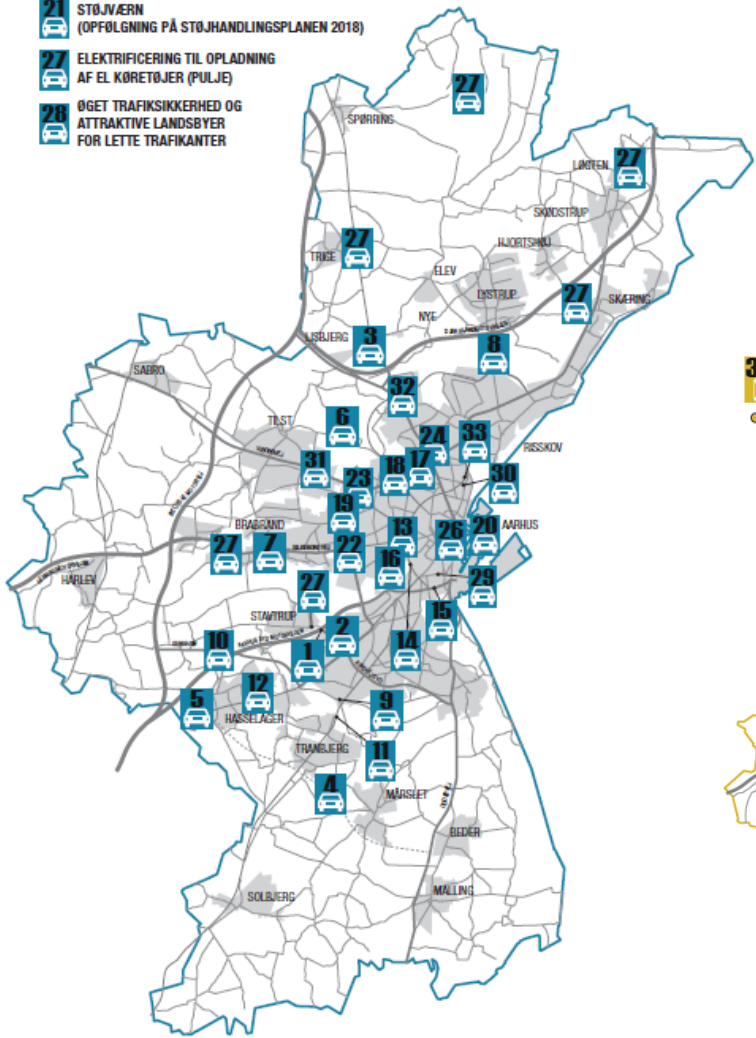 21 STØJVÆRN
(OPFØLGNING PÅ STØJHANDLINGSPLANEN 2018)
27 ELEKTRIFICERING TIL OPLADNING
AF EL KØRETØJER (PULJE)
28 ØGET TRAFIKSIKKERHED OG
ATTRAKTIVE LANDSBYER
FOR LETTE TRAFIKANTER
27
SPØRRING
LØGTEN 27
SKØDSTRUP
HJORTSHØJ
TRIGE 27
ELEV
LYSTRUP
27 SKÆRING
NYE
LISBJERG 3
8
SABRO
32
TILST 6
24 33
RISSKOV
31 18 17
23 30
19
BRABRAND
13 26 20 AARHUS
27 7 22
16
HARLEV
27 29
STAVTRUP
15
10 1 2 14
5 12 9
HASSELAGER
TRANBJERG 11
4 MÅRSLET
BEDER
SOLBJERG
MALLING